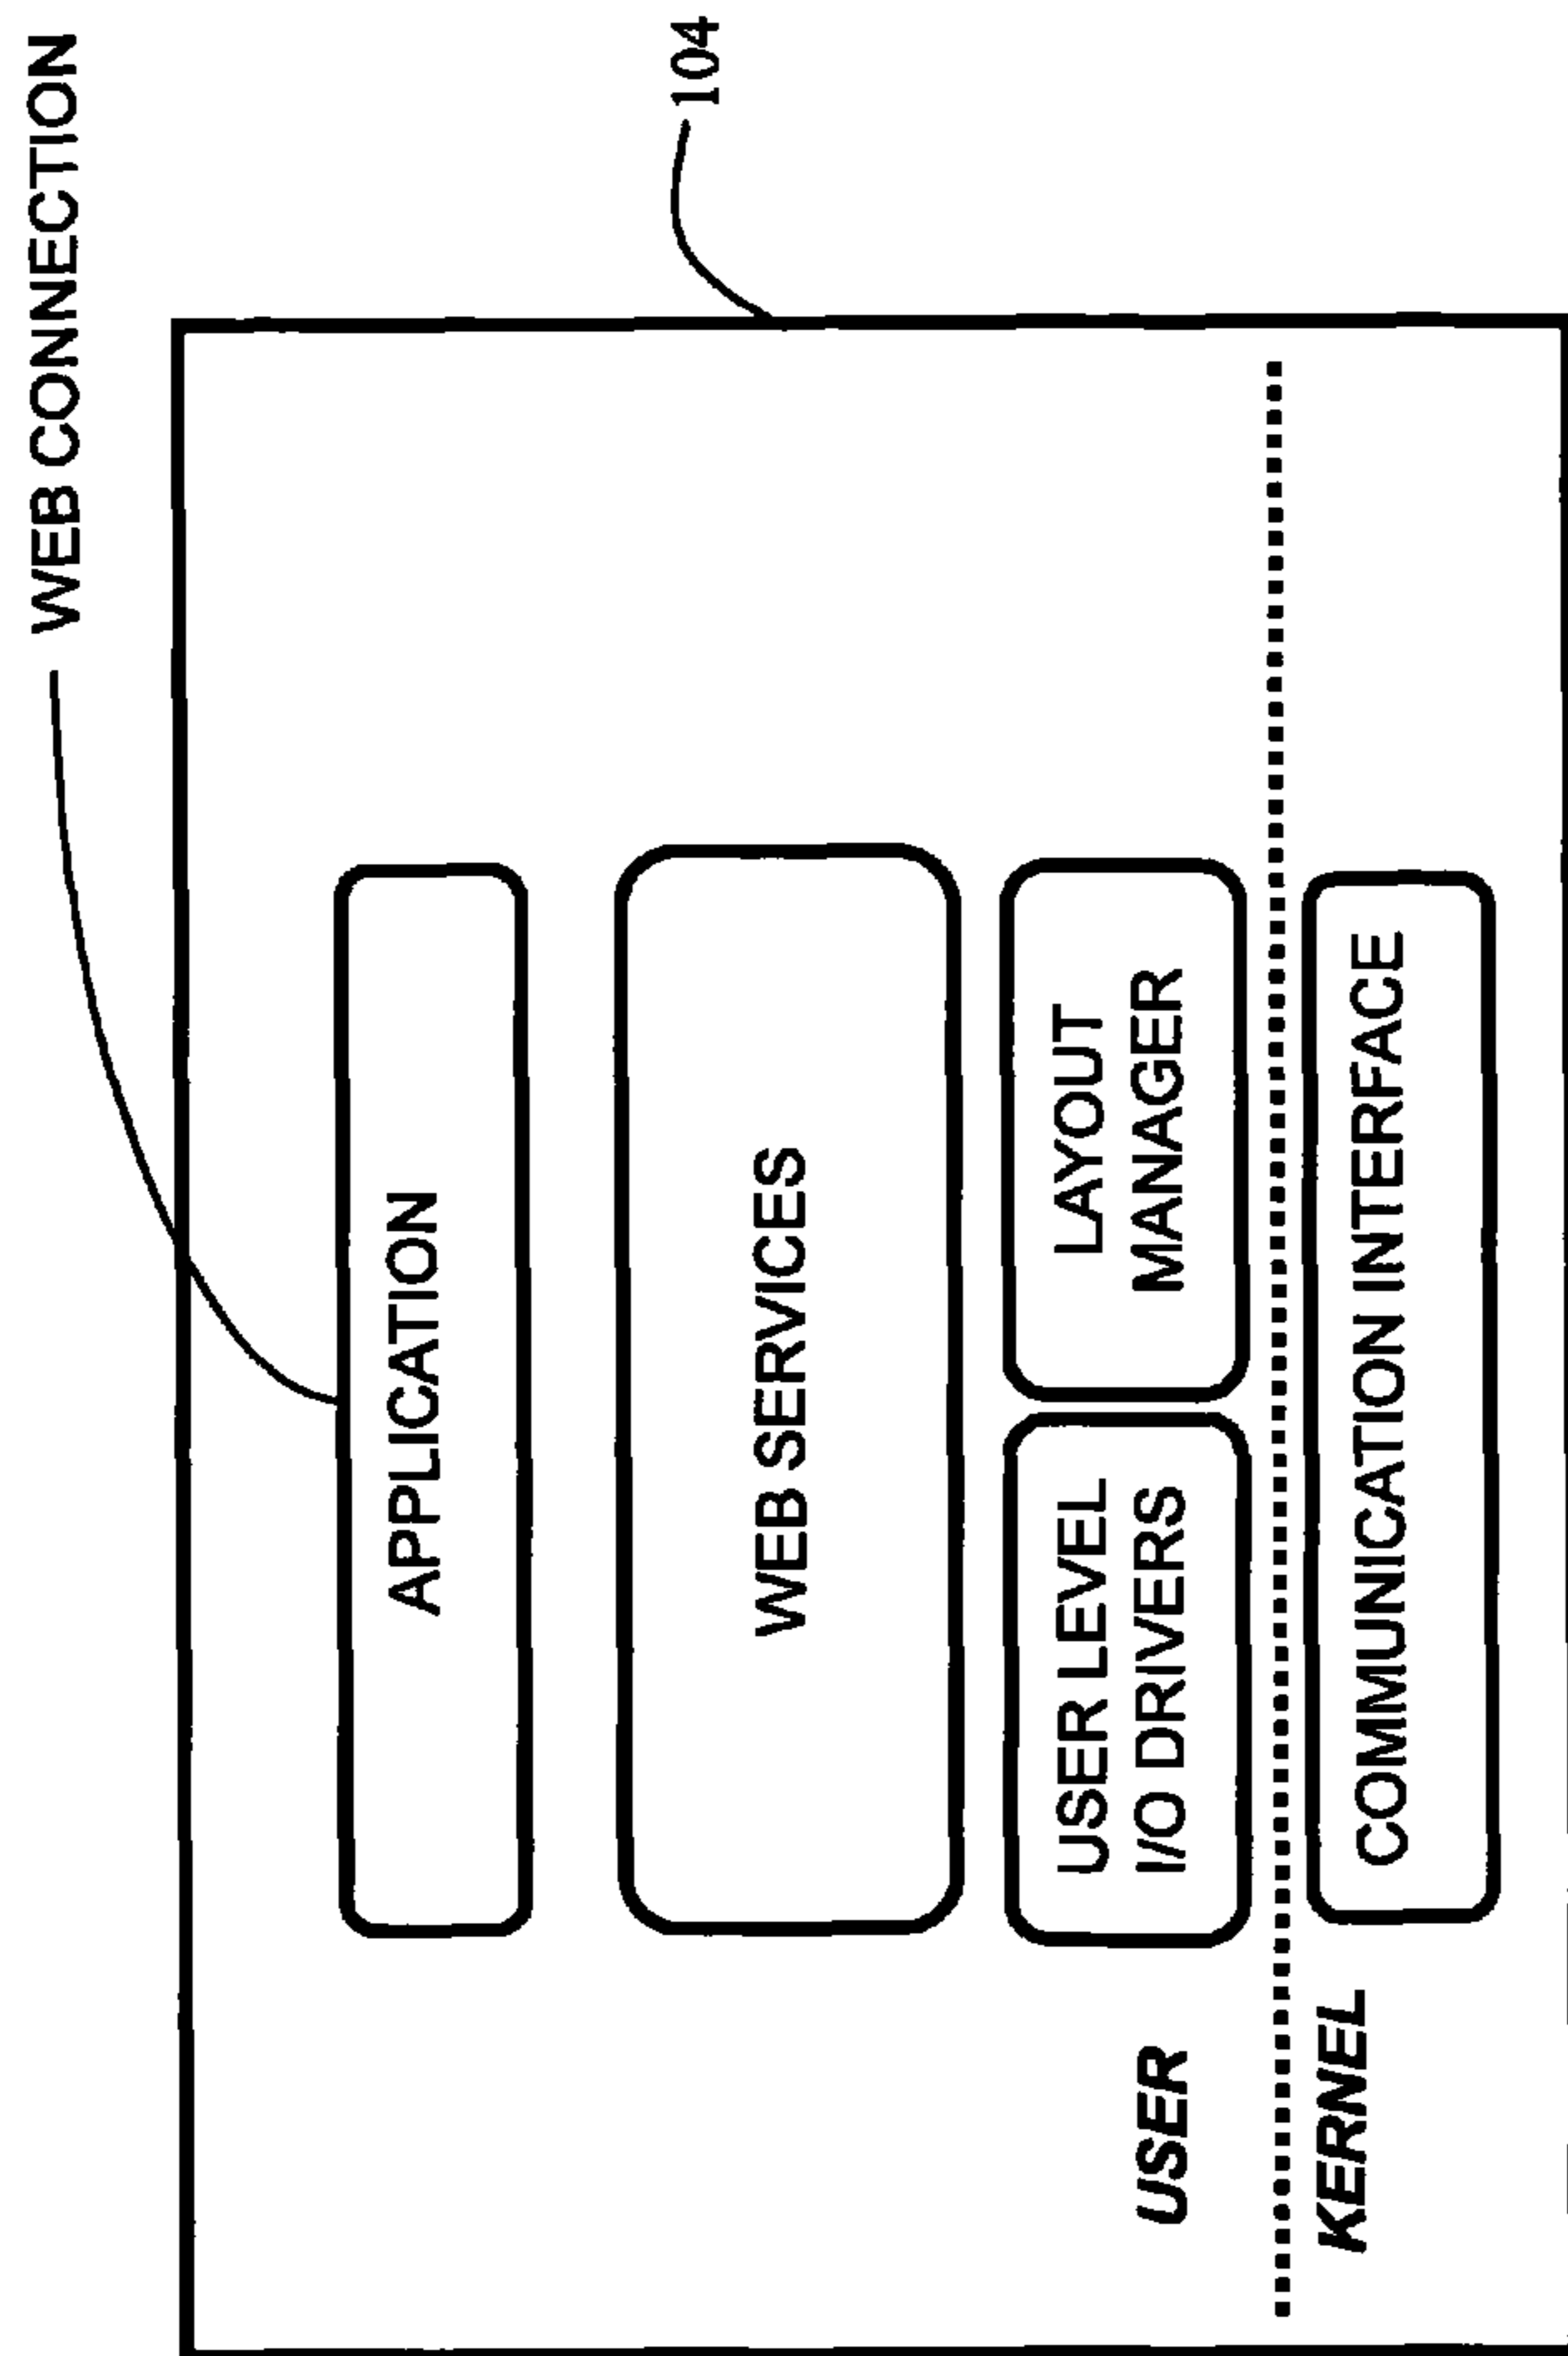 WEB CONNECTION
104
APPLICATION
WEB SERVICES
USER LEVEL
I/O DRIVERS
LAYOUT
MANAGER
USER
KERNEL
COMMUNICATION INTERFACE